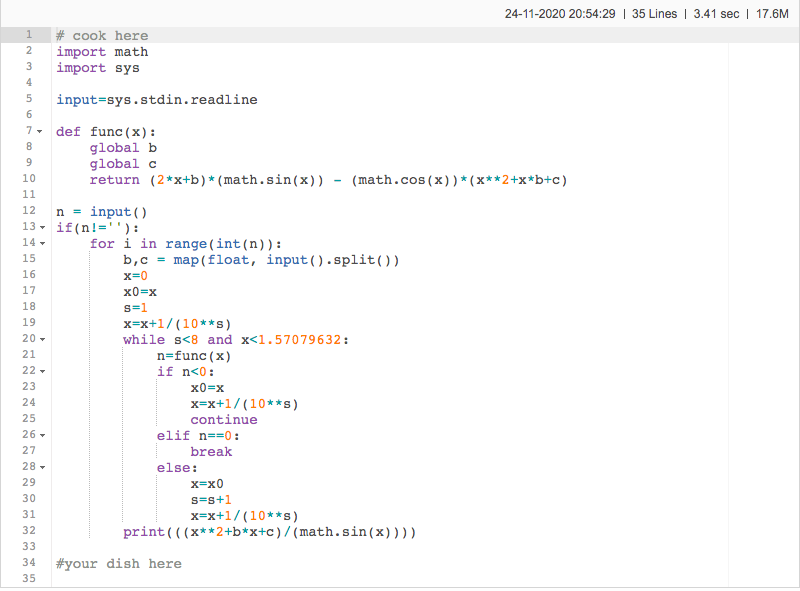 24-11-2020 20:54:29 | 35 Lines | 3.41 sec | 17.6M
1 # cook here
2 import math
3 import sys
4
5 input=sys.stdin.readline
6
7 def func(x):
8     global b
9     global c
10     return (2*x+b)*(math.sin(x)) - (math.cos(x))*(x**2+x*b+c)
11
12 n = input()
13 if(n!=''):
14     for i in range(int(n)):
15         b,c = map(float, input().split())
16         x=0
17         x0=x
18         s=1
19         x=x+1/(10**s)
20         while s<8 and x<1.57079632:
21             n=func(x)
22             if n<0:
23                 x0=x
24                 x=x+1/(10**s)
25                 continue
26             elif n==0:
27                 break
28             else:
29                 x=x0
30                 s=s+1
31                 x=x+1/(10**s)
32         print(((x**2+b*x+c)/(math.sin(x))))
33
34 #your dish here
35